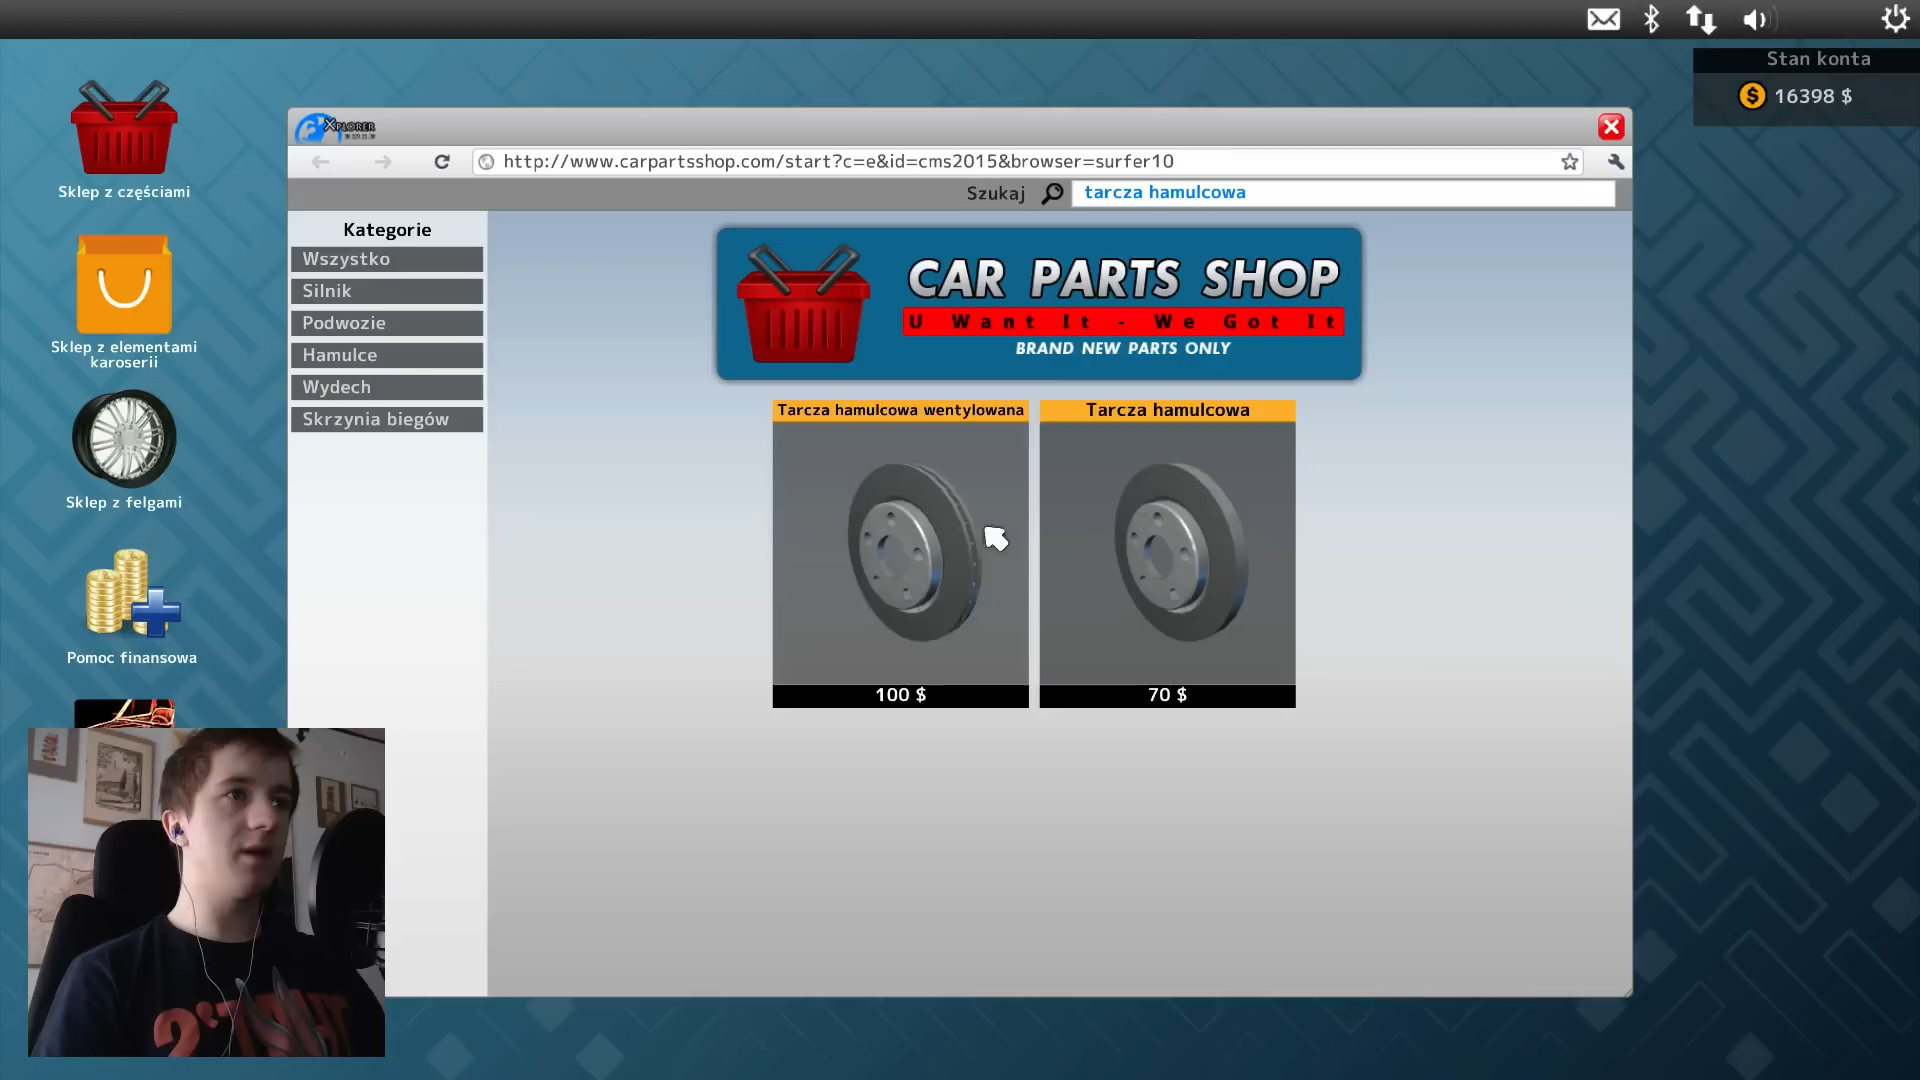 Stan konta
16398 $
Sklep z częściami
Sklep z elementami
karoserii
Sklep z felgami
Pomoc finansowa
XPLORER
http://www.carpartsshop.com/start?c=e&id=cms2015&browser=surfer10
Szukaj
tarcza hamulcowa
Kategorie
Wszystko
Silnik
Podwozie
Hamulce
Wydech
Skrzynia biegów
CAR PARTS SHOP
U Want It - We Got It
BRAND NEW PARTS ONLY
Tarcza hamulcowa wentylowana
100 $
Tarcza hamulcowa
70 $